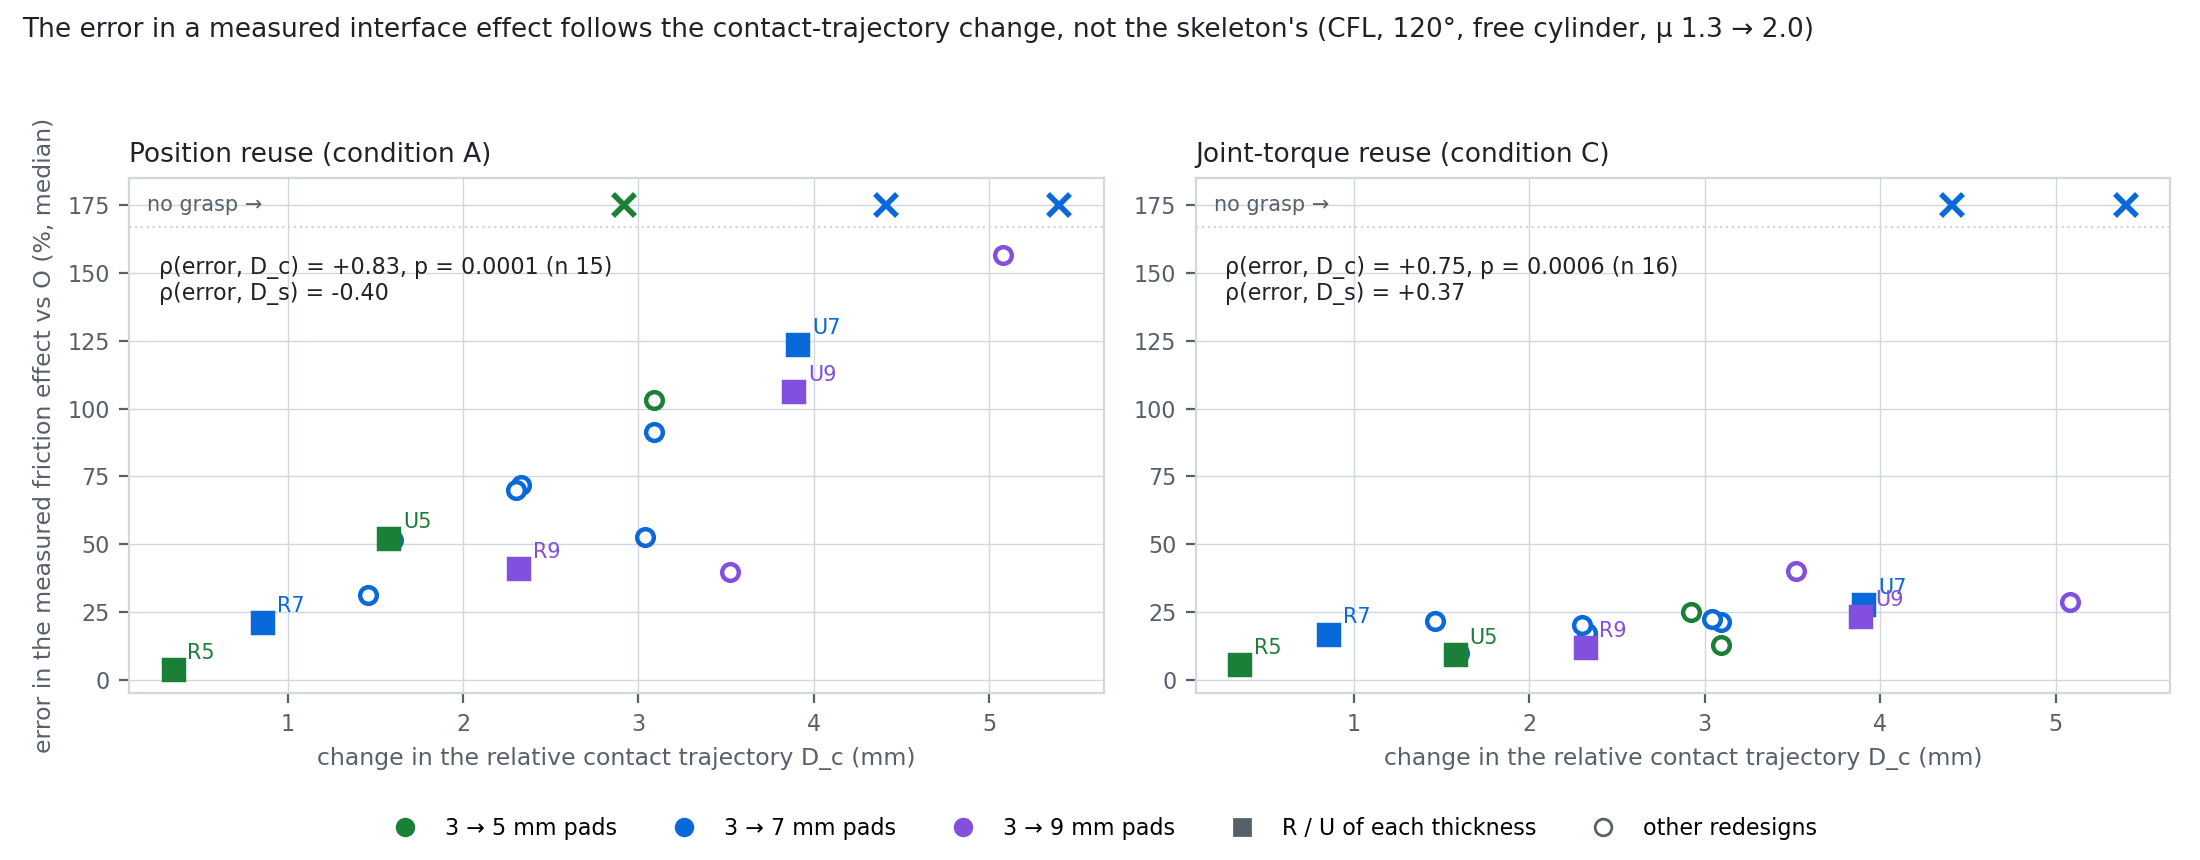 The error in a measured interface effect follows the contact-trajectory change, not the skeleton's (CFL, 120°, free cylinder, μ 1.3 → 2.0)
error in the measured friction effect vs O (%, median)
Position reuse (condition A)
175
150
125
100
75
50
25
0
no grasp →
ρ(error, D_c) = +0.83, p = 0.0001 (n 15)
ρ(error, D_s) = -0.40
U7
U9
U5
R9
R7
R5
1 2 3 4 5
change in the relative contact trajectory D_c (mm)
Joint-torque reuse (condition C)
175
150
125
100
75
50
25
0
no grasp →
ρ(error, D_c) = +0.75, p = 0.0006 (n 16)
ρ(error, D_s) = +0.37
U7
U9
R7
R9
U5
R5
1 2 3 4 5
change in the relative contact trajectory D_c (mm)
3 → 5 mm pads
3 → 7 mm pads
3 → 9 mm pads
R / U of each thickness
other redesigns